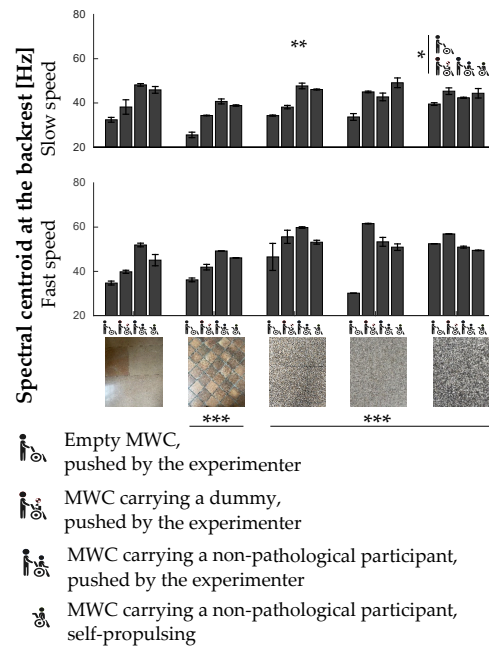 Spectral centroid at the backrest [Hz]
Slow speed
80
60
40
20
**
*
Fast speed
80
60
40
20
***
***
Empty MWC,
pushed by the experimenter
MWC carrying a dummy,
pushed by the experimenter
MWC carrying a non-pathological participant,
pushed by the experimenter
MWC carrying a non-pathological participant,
self-propulsing